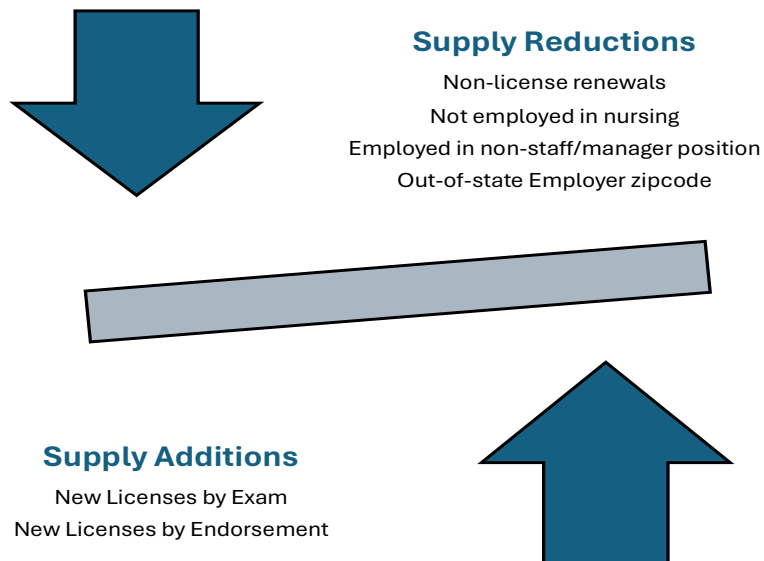 Supply Reductions
Non-license renewals
Not employed in nursing
Employed in non-staff/manager position
Out-of-state Employer zipcode
Supply Additions
New Licenses by Exam
New Licenses by Endorsement